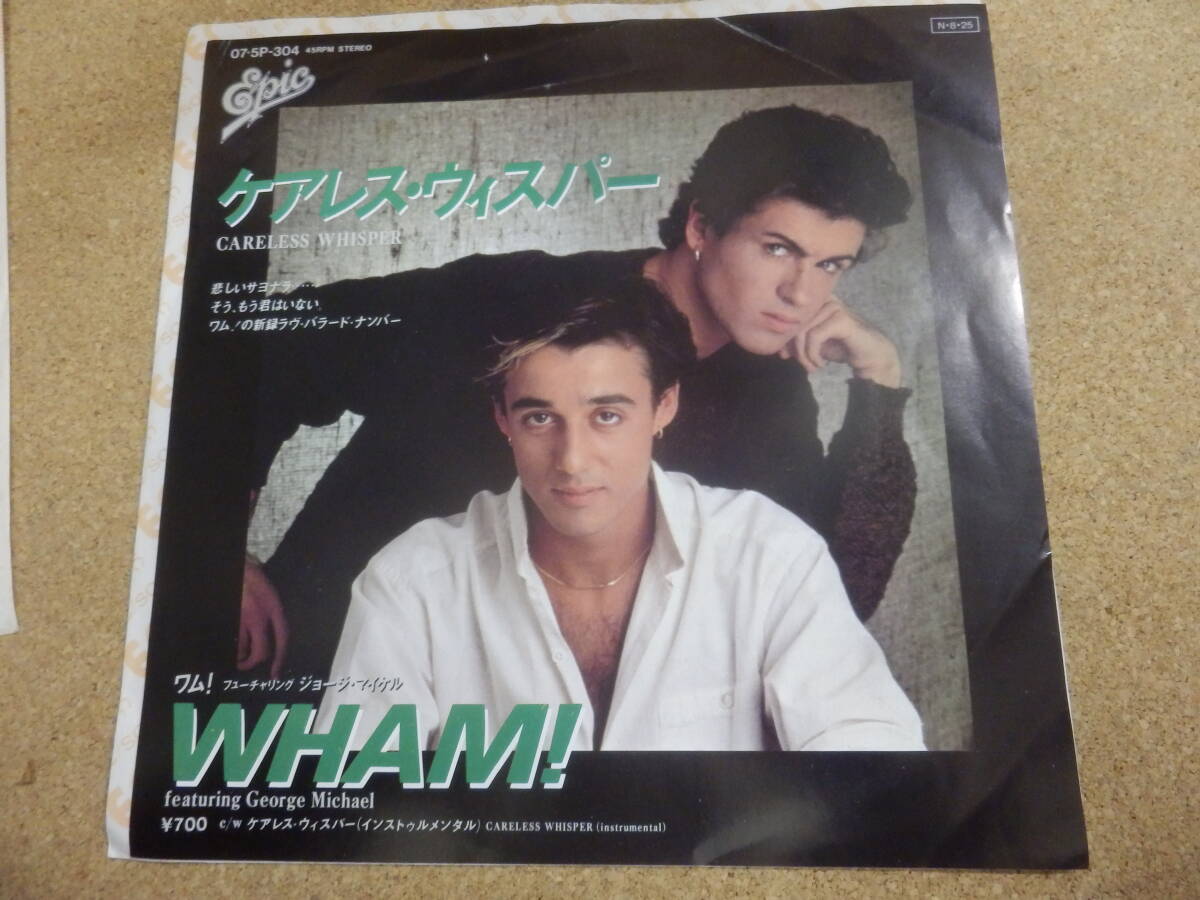 07・5P-304 45RPM STEREO
N・8・25
Epic
ケアレス・ウィスパー
CARELESS WHISPER
悲しいサヨナラ‥‥
そう、もう君はいない。
ワム!の新録ラヴ・バラード・ナンバー
ワム! フューチャリング ジョージ・マイケル
WHAM!
featuring George Michael
¥700 c/w ケアレス・ウィスパー(インストゥルメンタル) CARELESS WHISPER (instrumental)